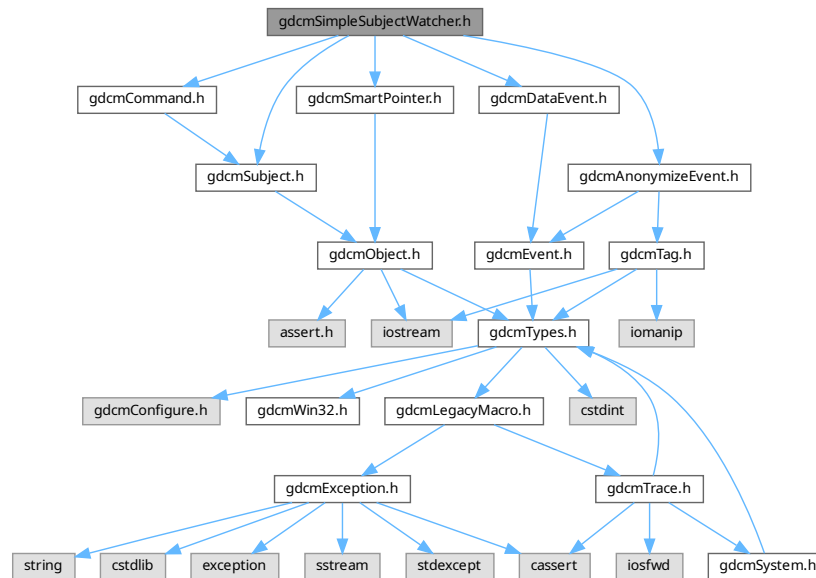 gdcmSimpleSubjectWatcher.h
gdcmCommand.h
gdcmSmartPointer.h
gdcmDataEvent.h
gdcmSubject.h
gdcmAnonymizeEvent.h
gdcmObject.h
gdcmEvent.h
gdcmTag.h
assert.h
iostream
gdcmTypes.h
iomanip
gdcmConfigure.h
gdcmWin32.h
gdcmLegacyMacro.h
cstdint
gdcmException.h
gdcmTrace.h
string
cstdlib
exception
sstream
stdexcept
cassert
iosfwd
gdcmSystem.h